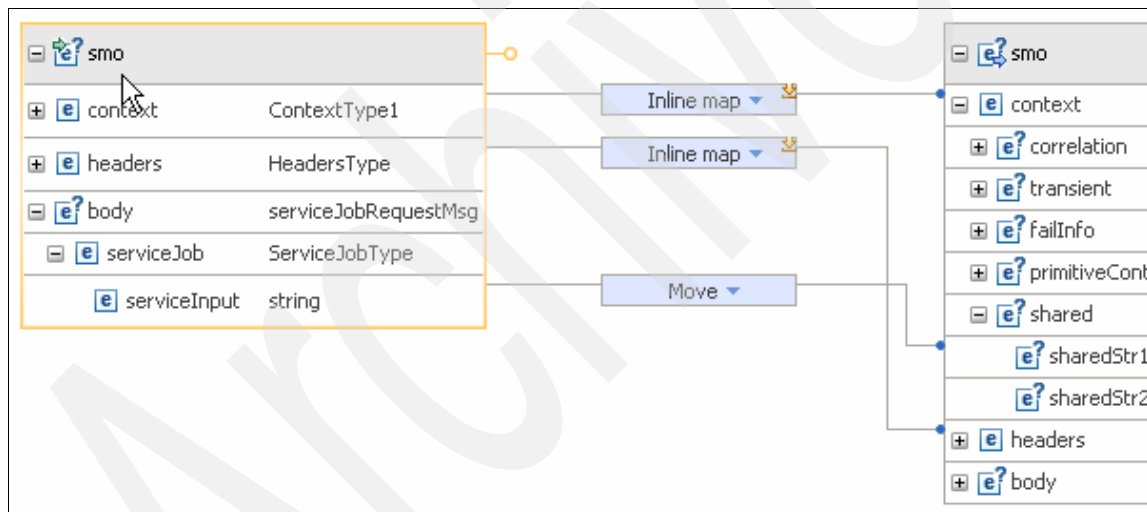 smo
context ContextType1
headers HeadersType
body serviceJobRequestMsg
serviceJob ServiceJobType
serviceInput string
Inline map
Inline map
Move
smo
context
correlation
transient
failInfo
primitiveCont
shared
sharedStr1
sharedStr2
headers
body